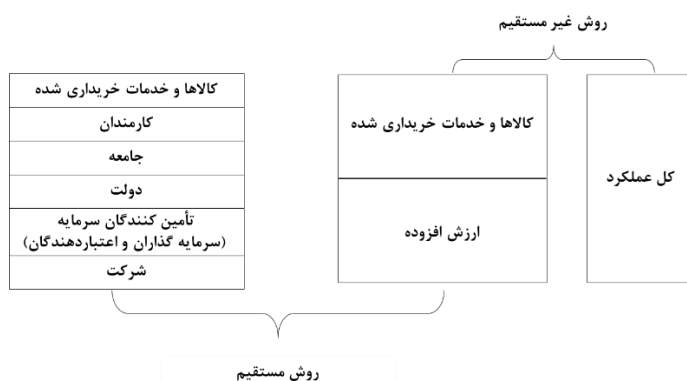 روش غیر مستقیم
کل عملکرد
کالاها و خدمات خریداری شده
ارزش افزوده
کالاها و خدمات خریداری شده
کارمندان
جامعه
دولت
تأمین کنندگان سرمایه
(سرمایه گذاران و اعتباردهندگان)
شرکت
روش مستقیم